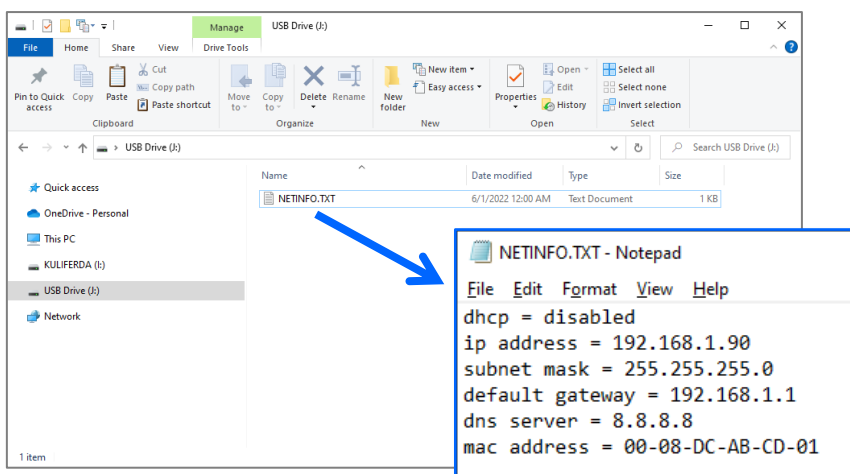 Manage
USB Drive (J:)
File Home Share View Drive Tools
Pin to Quick access
Copy
Paste
Cut
Copy path
Paste shortcut
Clipboard
Move to
Copy to
Delete
Rename
Organize
New folder
New item
Easy access
New
Properties
Open
Edit
History
Open
Select all
Select none
Invert selection
Select
USB Drive (J:)
Search USB Drive (J:)
Quick access
OneDrive - Personal
This PC
KULIFERDA (I:)
USB Drive (J:)
Network
Name Date modified Type Size
NETINFO.TXT 6/1/2022 12:00 AM Text Document 1 KB
1 item
NETINFO.TXT - Notepad
File Edit Format View Help
dhcp = disabled
ip address = 192.168.1.90
subnet mask = 255.255.255.0
default gateway = 192.168.1.1
dns server = 8.8.8.8
mac address = 00-08-DC-AB-CD-01